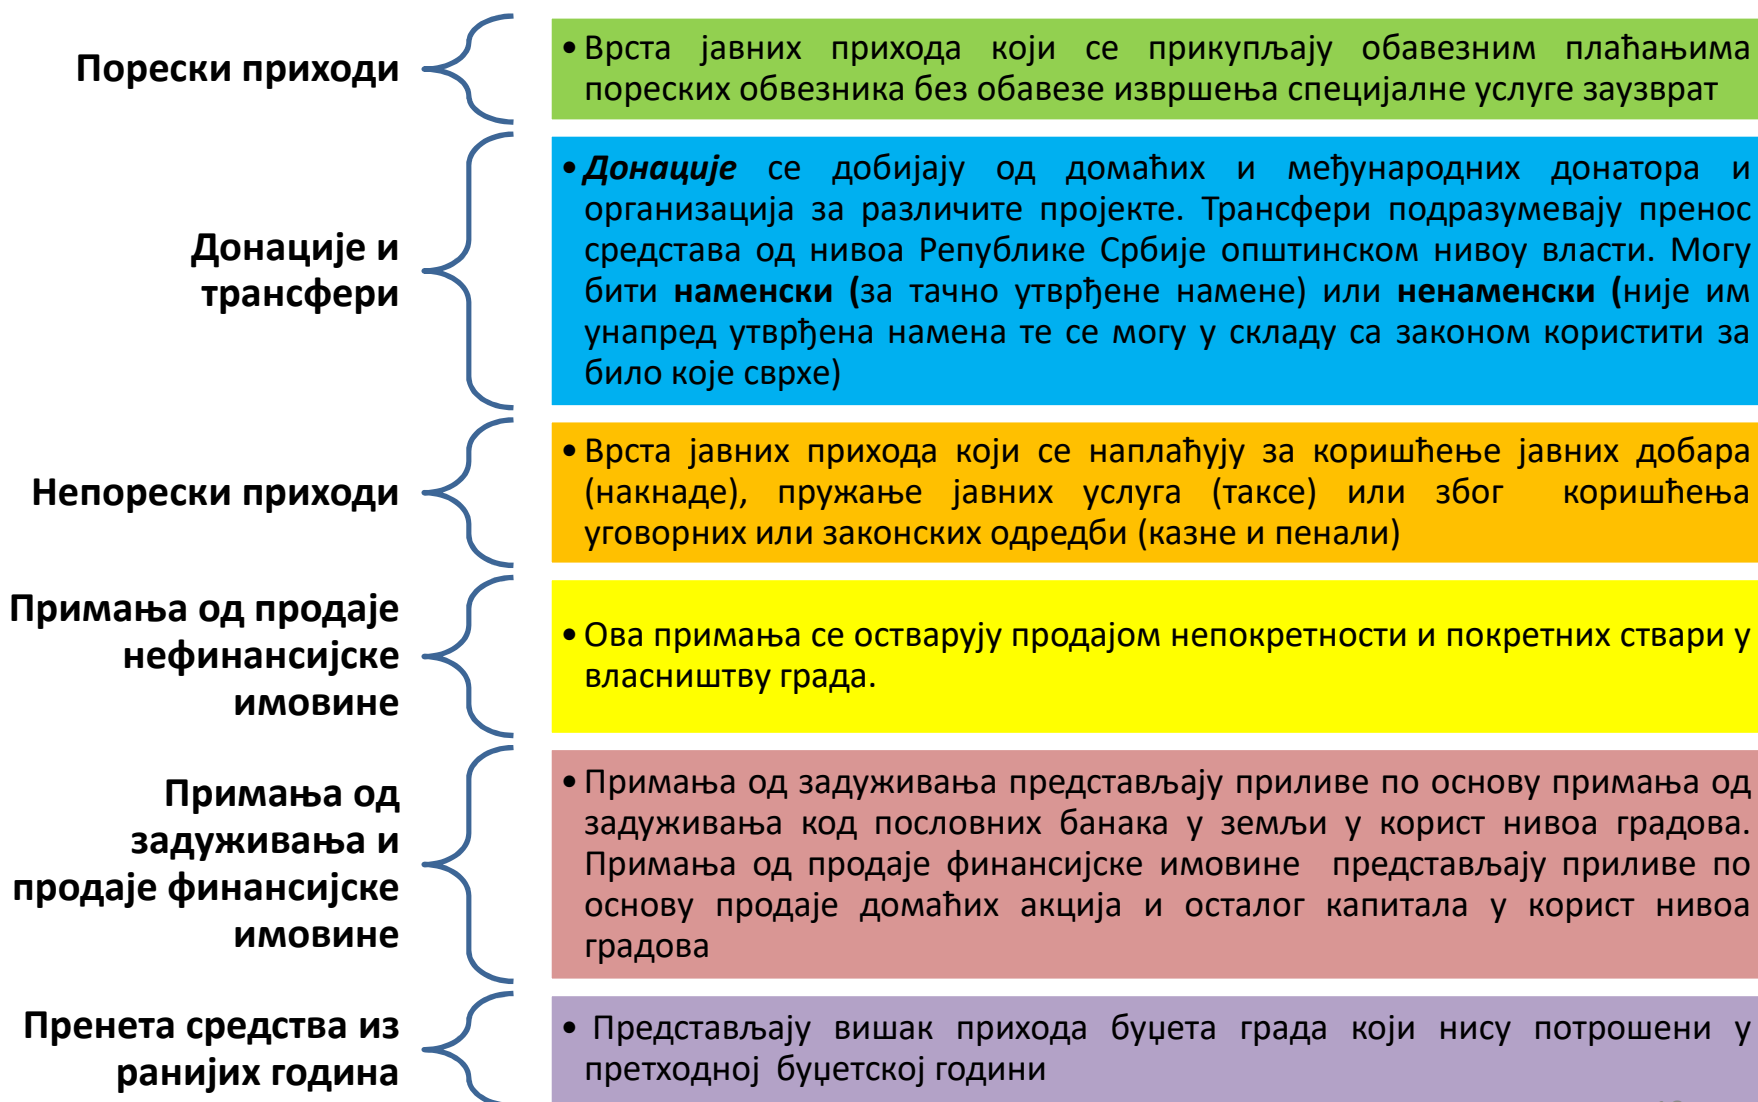 Порески приходи
• Врста јавних прихода који се прикупљају обавезним плаћањима
пореских обвезника без обавезе извршења специјалне услуге заузврат
Донације и
трансфери
• Донације се добијају од домаћих и међународних донатора и
организација за различите пројекте. Трансфери подразумевају пренос
средстава од нивоа Републике Србије општинском нивоу власти. Могу
бити наменски (за тачно утврђене намене) или ненаменски (није им
унапред утврђена намена те се могу у складу са законом користити за
било које сврхе)
Непорески приходи
• Врста јавних прихода који се наплаћују за коришћење јавних добара
(накнаде), пружање јавних услуга (таксе) или због коришћења
уговорних или законских одредби (казне и пенали)
Примања од продаје
нефинансијске
имовине
• Ова примања се остварују продајом непокретности и покретних ствари у
власништву града.
Примања од
задуживања и
продаје финансијске
имовине
• Примања од задуживања представљају приливе по основу примања од
задуживања код пословних банака у земљи у корист нивоа градова.
Примања од продаје финансијске имовине представљају приливе по
основу продаје домаћих акција и осталог капитала у корист нивоа
градова
Пренета средства из
ранијих година
• Представљају вишак прихода буџета града који нису потрошени у
претходној буџетској години